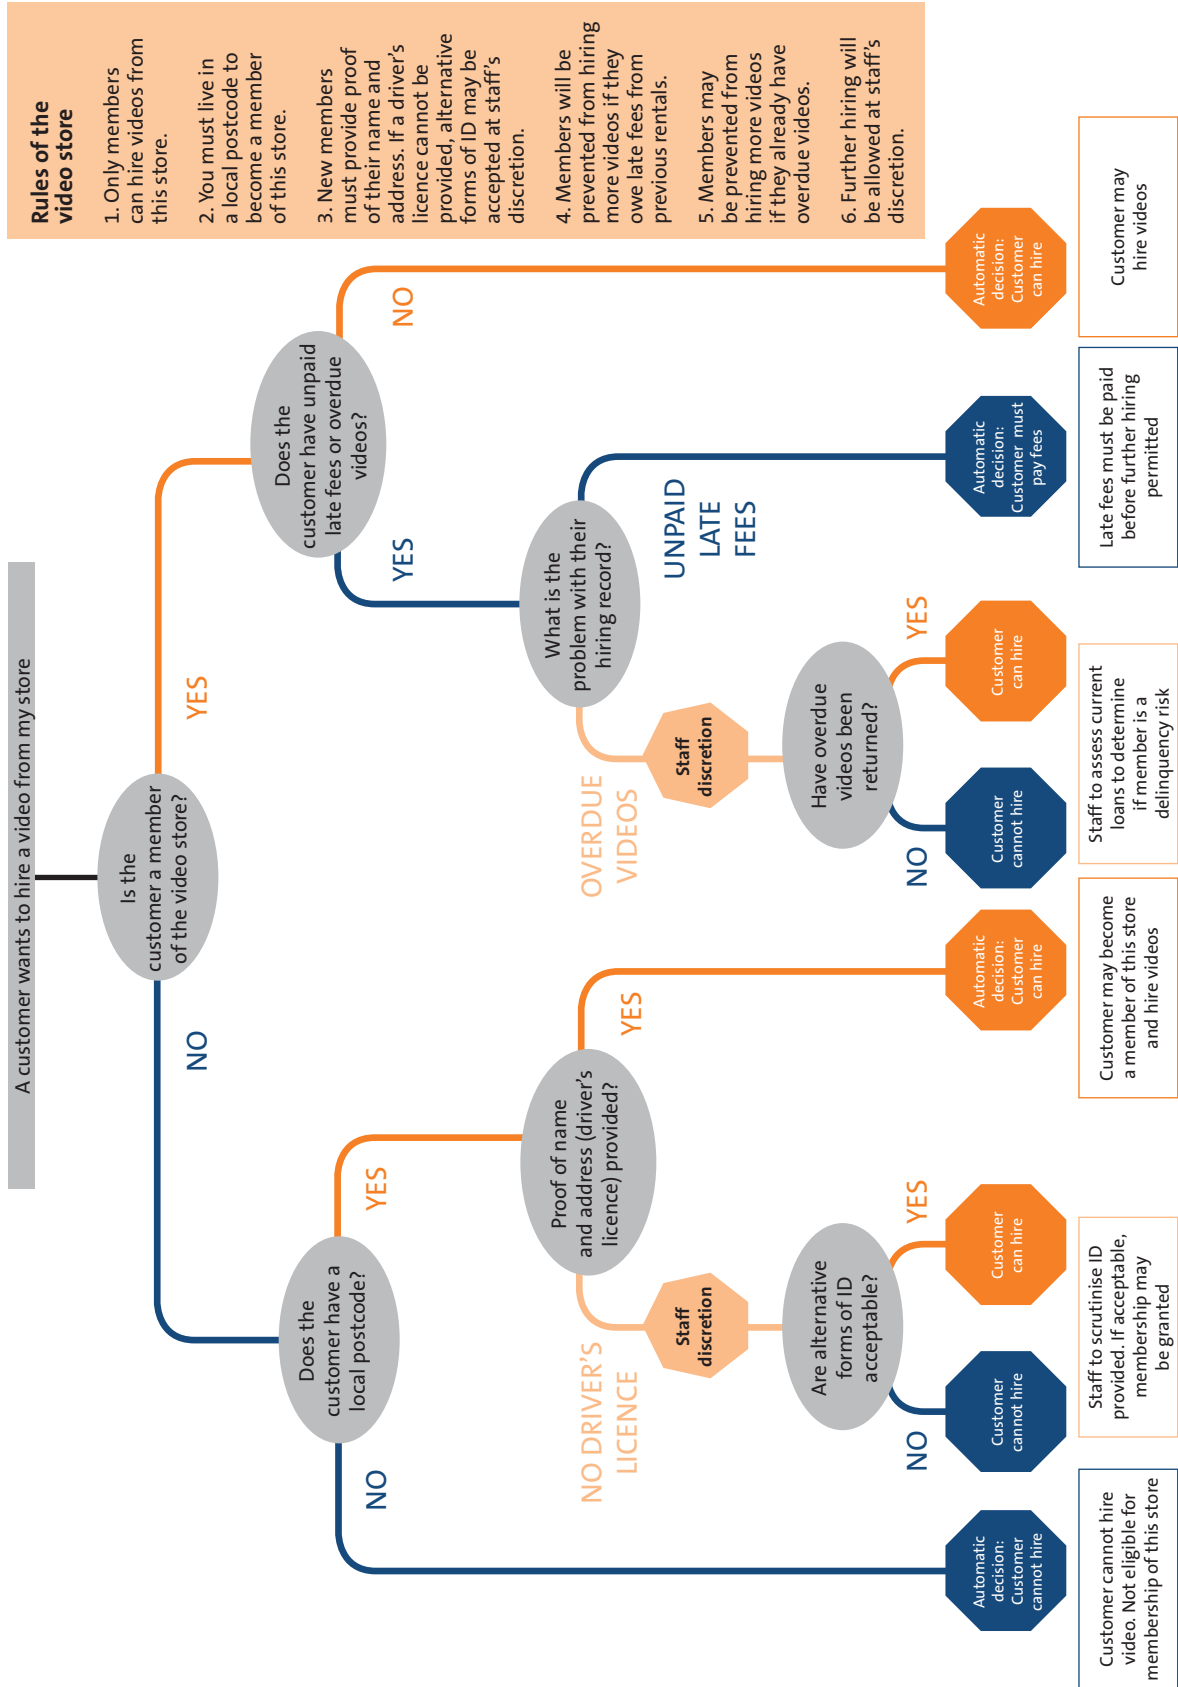 A customer wants to hire a video from my store
Is the
customer a member
of the video store?
NO
YES
Does the
customer have a
local postcode?
NO
YES
Does the
customer have unpaid
late fees or overdue
videos?
YES
NO
Proof of name
and address (driver's
licence) provided?
NO DRIVER'S
LICENCE
YES
What is the
problem with their
hiring record?
OVERDUE
VIDEOS
UNPAID
LATE
FEES
Staff
discretion
Staff
discretion
Are alternative
forms of ID
acceptable?
NO
YES
Have overdue
videos been
returned?
NO
YES
Automatic
decision:
Customer
cannot hire
Customer
cannot hire
Customer
can hire
Automatic
decision:
Customer
can hire
Customer
cannot hire
Customer
can hire
Automatic
decision:
Customer must
pay fees
Automatic
decision:
Customer
can hire
Customer cannot hire
video. Not eligible for
membership of this store
Staff to scrutinise ID
provided. If acceptable,
membership may
be granted
Customer may become
a member of this store
and hire videos
Staff to assess current
loans to determine
if member is a
delinquency risk
Late fees must be paid
before further hiring
permitted
Customer may
hire videos
Rules of the
video store
1. Only members
can hire videos from
this store.
2. You must live in
a local postcode to
become a member
of this store.
3. New members
must provide proof
of their name and
address. If a driver's
licence cannot be
provided, alternative
forms of ID may be
accepted at staff's
discretion.
4. Members will be
prevented from hiring
more videos if they
owe late fees from
previous rentals.
5. Members may
be prevented from
hiring more videos
if they already have
overdue videos.
6. Further hiring will
be allowed at staff's
discretion.